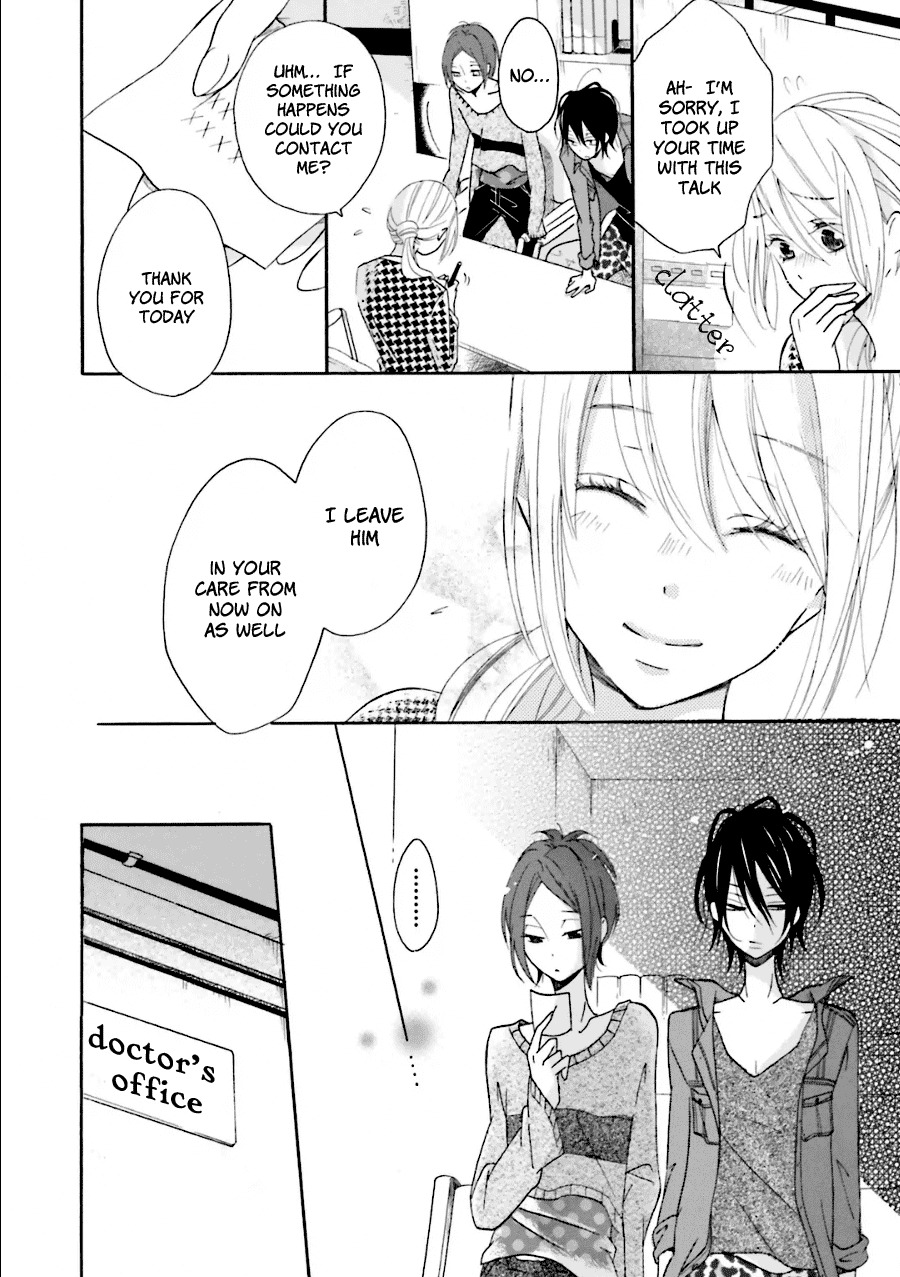 AH- I'M
SORRY, I
TOOK UP
YOUR TIME
WITH THIS
TALK
clatter
NO...
UHM... IF
SOMETHING
HAPPENS
COULD YOU
CONTACT
ME?
THANK
YOU FOR
TODAY
I LEAVE
HIM
IN YOUR
CARE FROM
NOW ON
AS WELL
........
...
doctor's
office